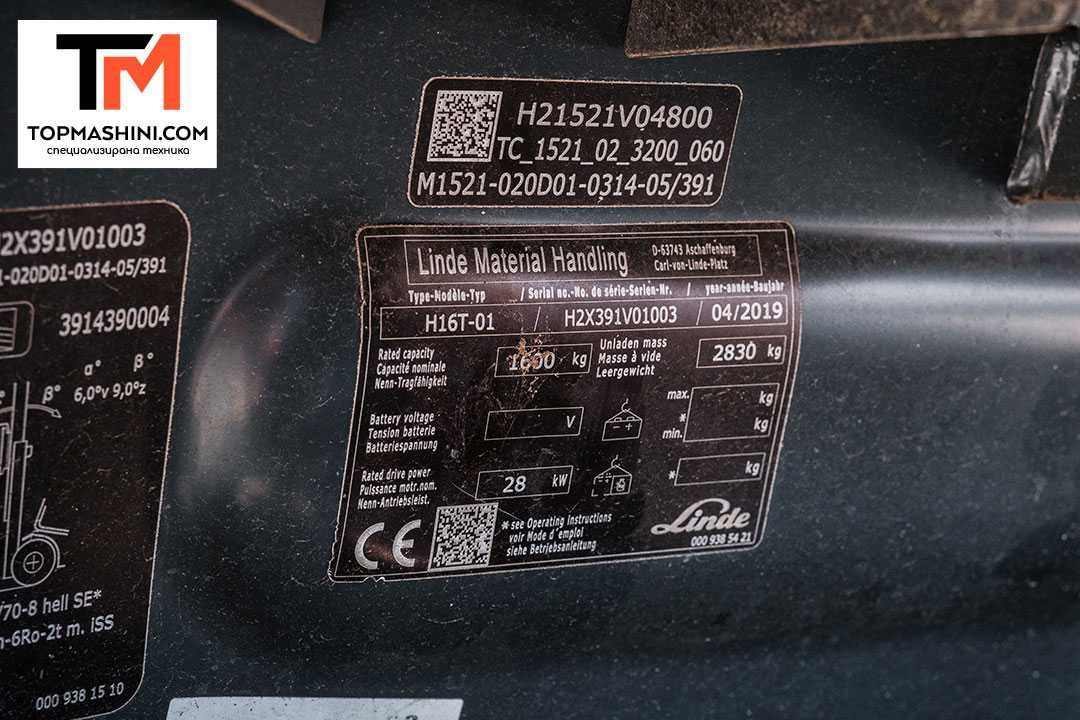 TM
TOPMASHINI.COM
специализирана техника
H21521V04800
TC_1521_02_3200_060
M1521-020D01-0314-05/391
H2X391V01003
1-020D01-0314-05/391
3914390004
α° β°
β° 6,0°v 9,0°z
/70-8 hell SE*
-6Ro-2t m. iSS
000 938 15 10
Linde Material Handling
D-63743 Aschaffenburg
Carl-von-Linde-Platz
Type-Modèle-Typ / Serial no.-No. de série-Serien-Nr. / year-année-Baujahr
H16T-01 / H2X391V01003 / 04/2019
Rated capacity
Capacité nominale
Nenn-Tragfähigkeit
1600 kg
Unladen mass
Masse à vide
Leergewicht
2830 kg
Battery voltage
Tension batterie
Batteriespannung
V
max. kg
*
min. kg
Rated drive power
Puissance motr.nom.
Nenn-Antriebsleist.
28 kW
* kg
CE
* see Operating instructions
voir Mode d'emploi
siehe Betriebsanleitung
Linde
000 938 54 21